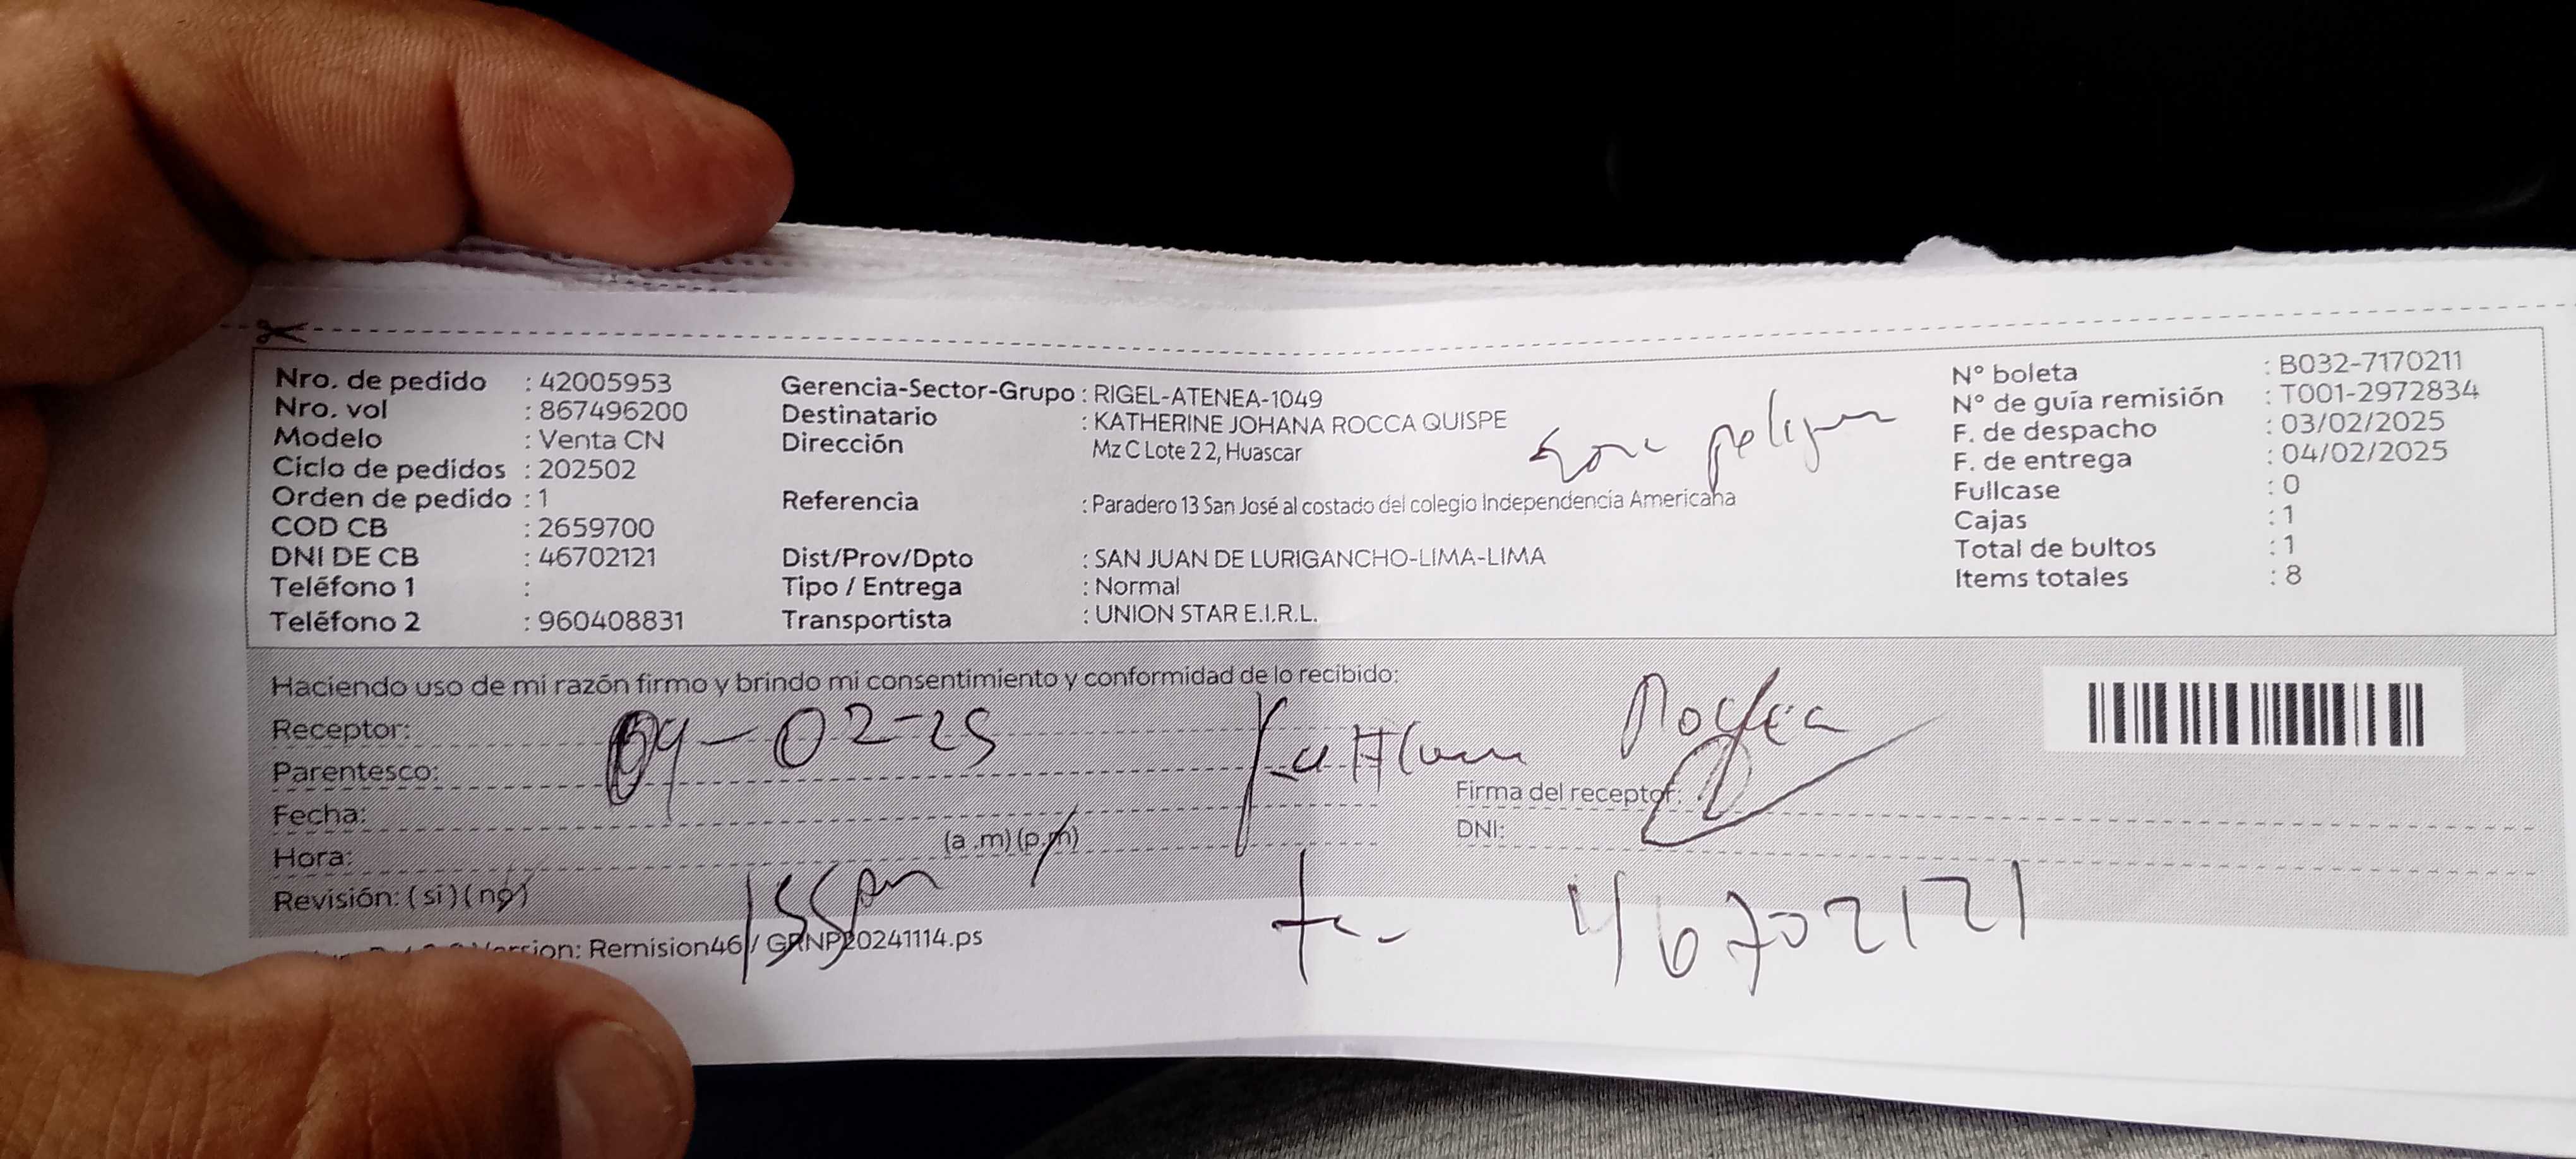 Nro. de pedido : 42005953
Nro. vol : 867496200
Modelo : Venta CN
Ciclo de pedidos : 202502
Orden de pedido : 1
COD CB : 2659700
DNI DE CB : 46702121
Teléfono 1 :
Teléfono 2 : 960408831
Gerencia-Sector-Grupo : RIGEL-ATENEA-1049
Destinatario : KATHERINE JOHANA ROCCA QUISPE
Dirección Mz C Lote 22, Huascar
Referencia : Paradero 13 San José al costado del colegio Independencia Americana
Dist/Prov/Dpto : SAN JUAN DE LURIGANCHO-LIMA-LIMA
Tipo / Entrega : Normal
Transportista : UNION STAR E.I.R.L.
N° boleta : B032-7170211
N° de guía remisión : T001-2972834
F. de despacho : 03/02/2025
F. de entrega : 04/02/2025
Fullcase : 0
Cajas : 1
Total de bultos : 1
Items totales : 8
Haciendo uso de mi razón firmo y brindo mi consentimiento y conformidad de lo recibido:
Receptor:
04-02-25
Parentesco:
Fecha:
(a.m) (p.m)
Hora:
Revisión: (si) (no)
Firma del receptor:
DNI:
46702121
Remision46 / GRNP20241114.ps